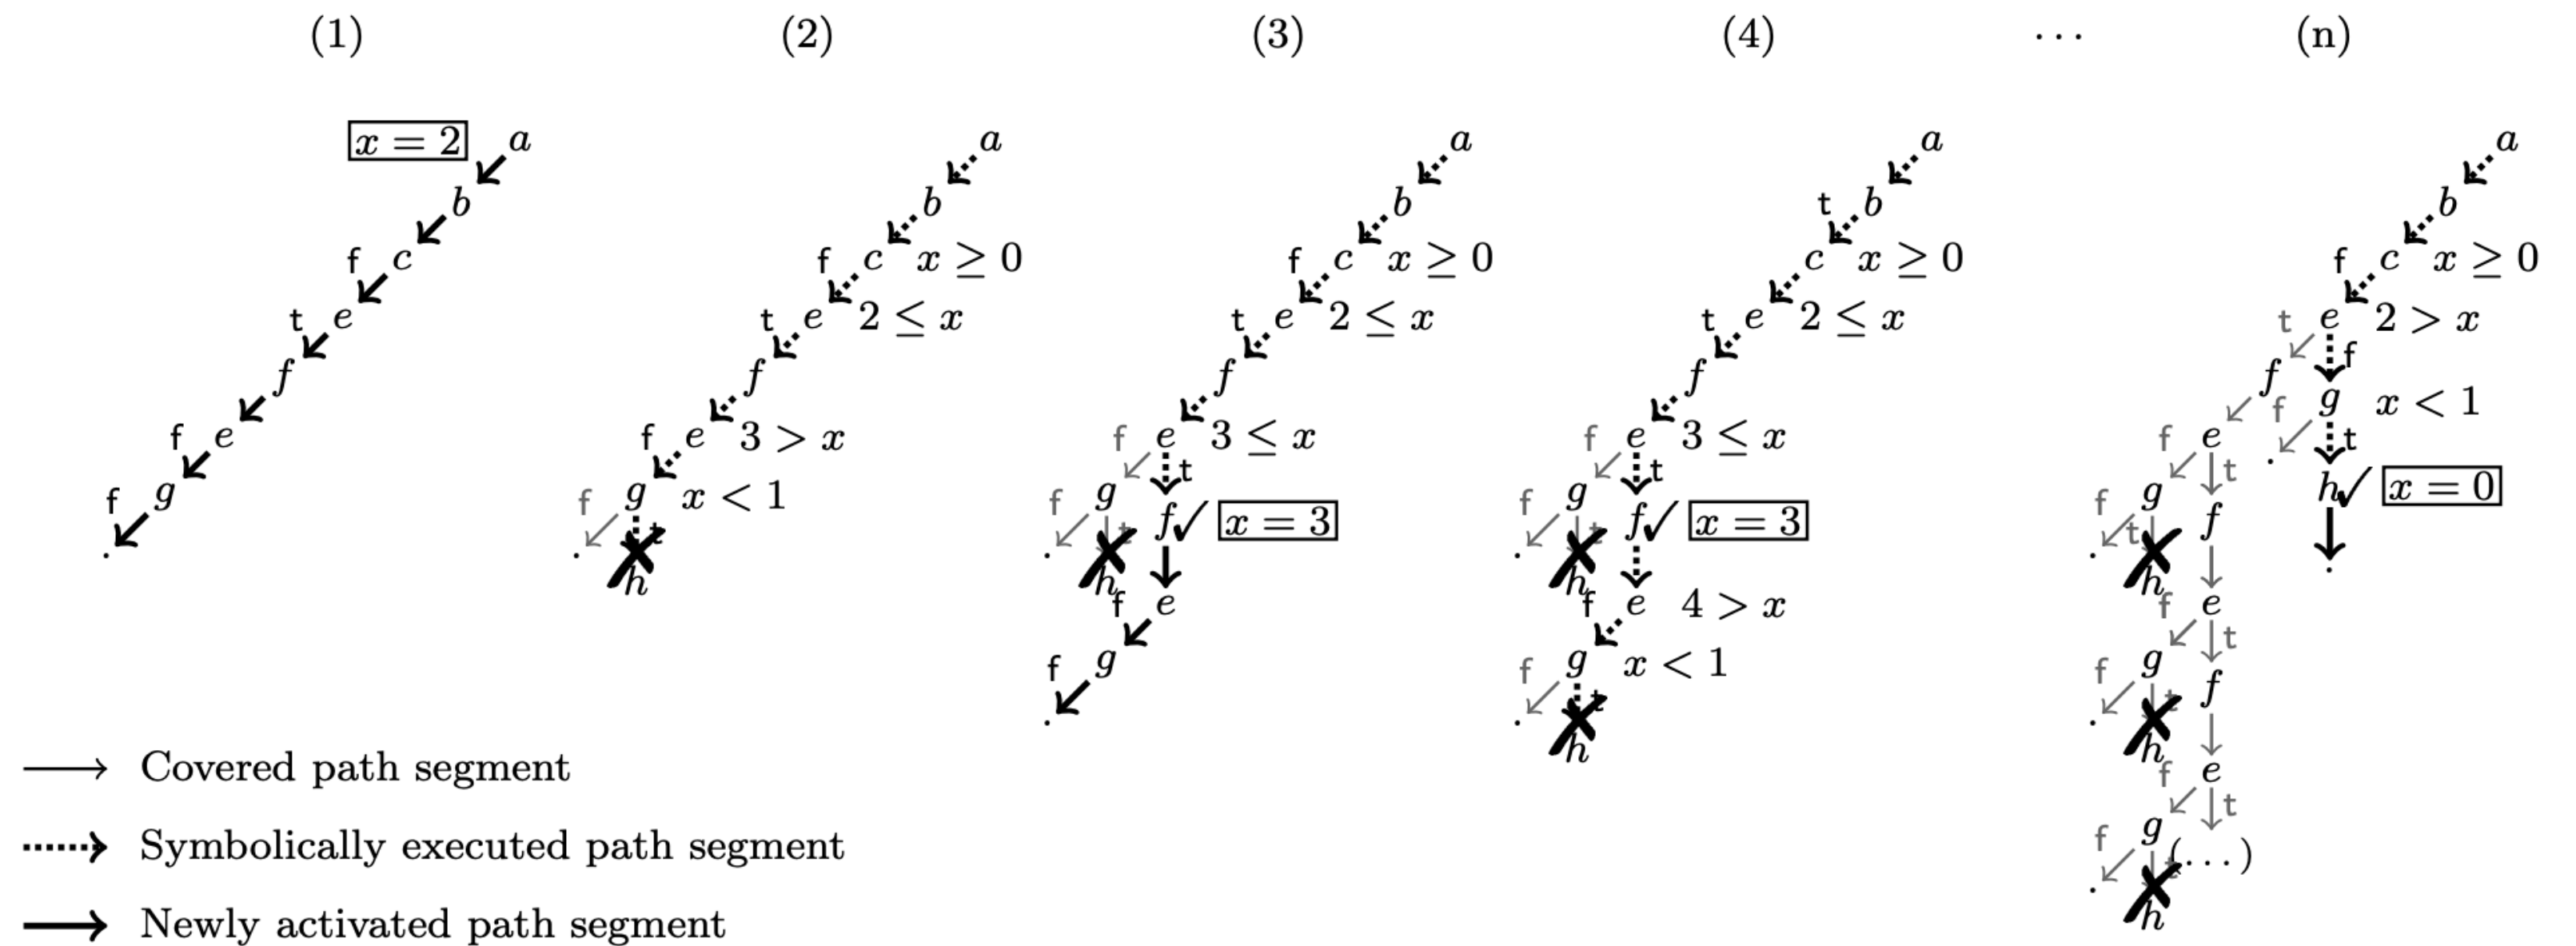 (1) (2) (3) (4) ··· (n)
x = 2 a a a a a
b b b t b b
f c f c x ≥ 0 f c x ≥ 0 c x ≥ 0 f c x ≥ 0
t e t e 2 ≤ x t e 2 ≤ x t e 2 ≤ x t e 2 > x
f
f f f f f g x < 1
f e f e 3 > x f e 3 ≤ x f e 3 ≤ x f t f e t
f g f g x < 1 t f g t f g t f g t h ✓ x = 0
. . t h . t h f ✓ x = 3 . t h f ✓ x = 3 . t h f .
f e f e 4 > x f e
f g f g x < 1 f g t
. . t h . t h f
Covered path segment f e
Symbolically executed path segment f g t (···)
. t h
Newly activated path segment